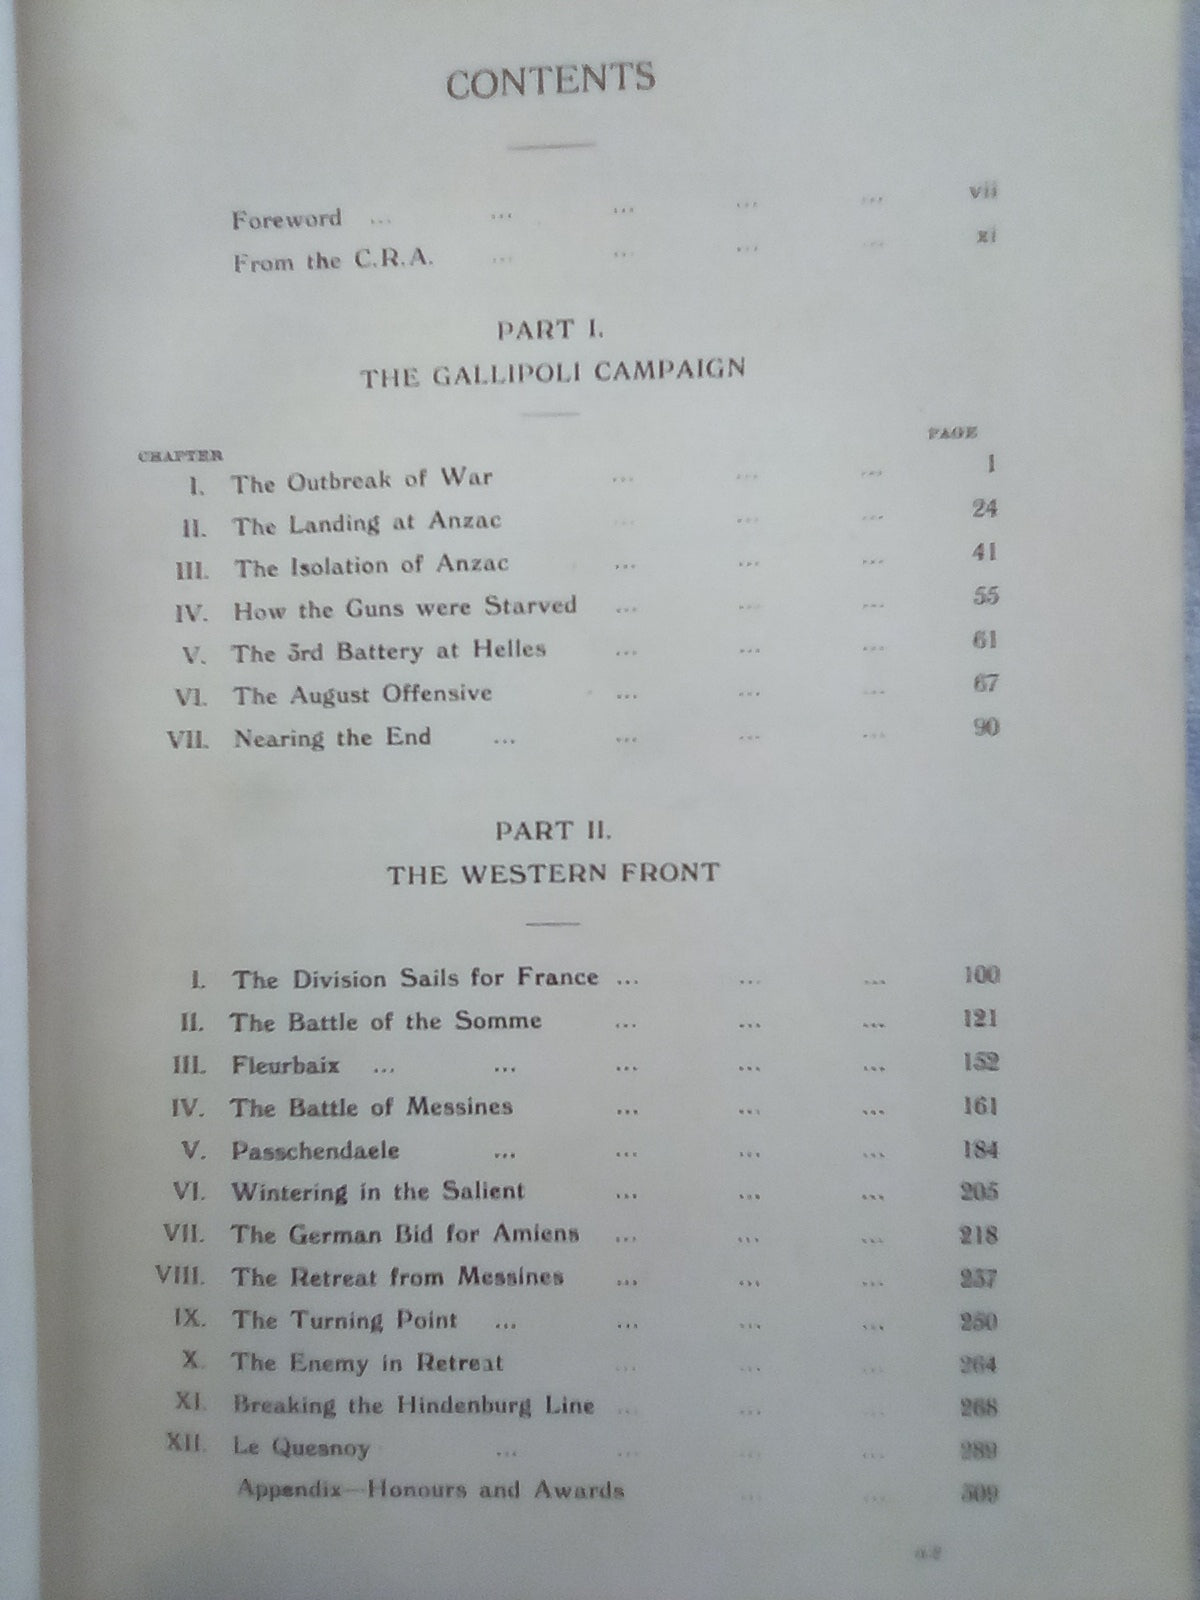 CONTENTS
Foreword ... ... ... ... ... vii
From the C.R.A. ... ... ... ... xi
PART I.
THE GALLIPOLI CAMPAIGN
CHAPTER PAGE
I. The Outbreak of War ... ... ... 1
II. The Landing at Anzac ... ... ... 24
III. The Isolation of Anzac ... ... ... 41
IV. How the Guns were Starved ... ... ... 55
V. The 3rd Battery at Helles ... ... ... 61
VI. The August Offensive ... ... ... 67
VII. Nearing the End ... ... ... ... 90
PART II.
THE WESTERN FRONT
I. The Division Sails for France ... ... ... 100
II. The Battle of the Somme ... ... ... 121
III. Fleurbaix ... ... ... ... ... 152
IV. The Battle of Messines ... ... ... 161
V. Passchendaele ... ... ... ... 184
VI. Wintering in the Salient ... ... ... 205
VII. The German Bid for Amiens ... ... ... 218
VIII. The Retreat from Messines ... ... ... 237
IX. The Turning Point ... ... ... ... 250
X. The Enemy in Retreat ... ... ... 264
XI. Breaking the Hindenburg Line ... ... ... 268
XII. Le Quesnoy ... ... ... ... 289
Appendix—Honours and Awards ... ... 309